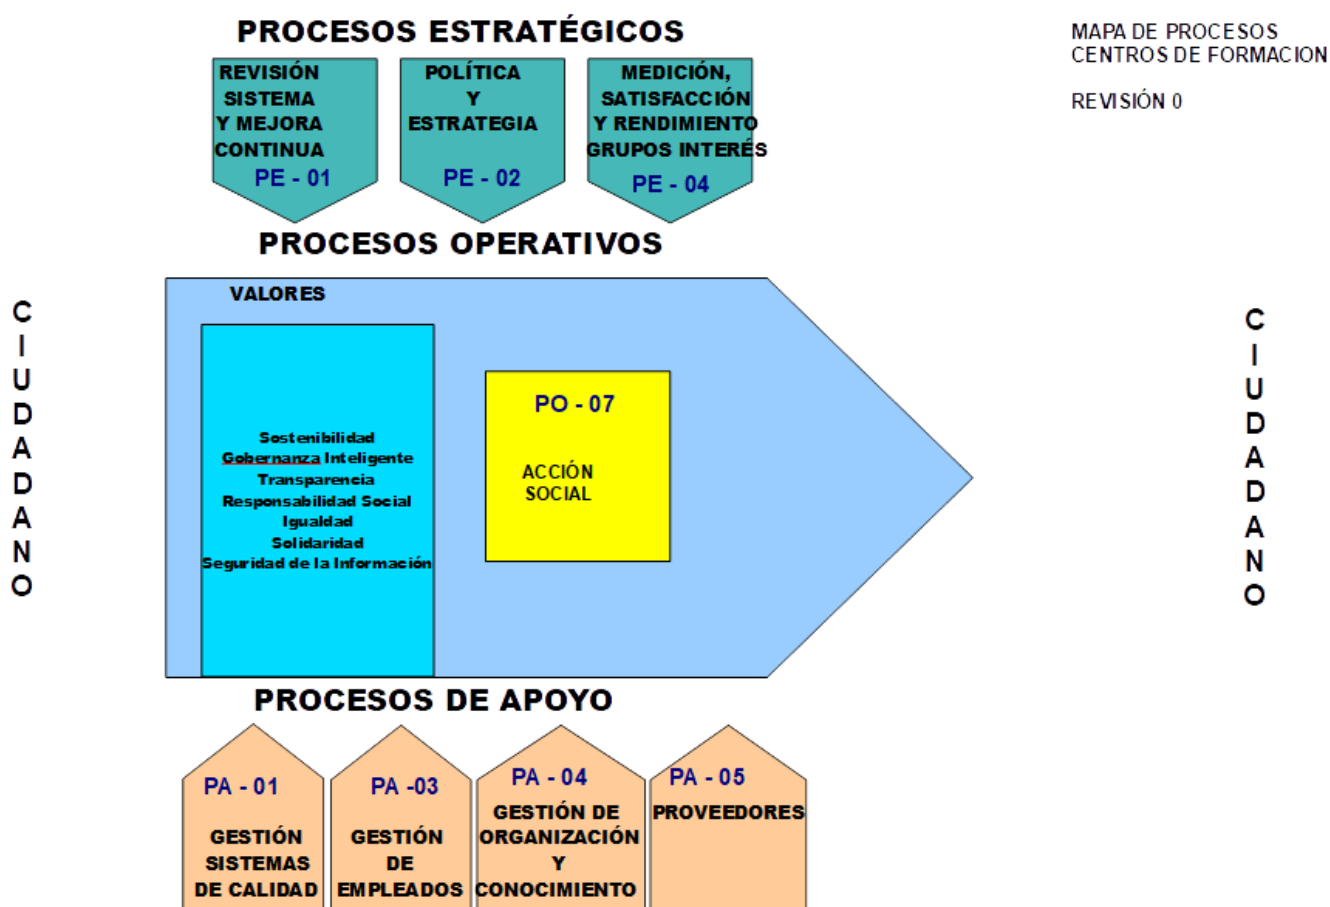 PROCESOS ESTRATÉGICOS
MAPA DE PROCESOS
CENTROS DE FORMACION
REVISIÓN 0
REVISIÓN
SISTEMA
Y MEJORA
CONTINUA
PE - 01
POLÍTICA
Y
ESTRATEGIA
PE - 02
MEDICIÓN,
SATISFACCIÓN
Y RENDIMIENTO
GRUPOS INTERÉS
PE - 04
PROCESOS OPERATIVOS
CIUDADANO
VALORES
Sostenibilidad
Gobernanza Inteligente
Transparencia
Responsabilidad Social
Igualdad
Solidaridad
Seguridad de la Información
PO - 07
ACCIÓN
SOCIAL
CIUDADANO
PROCESOS DE APOYO
PA - 01
GESTIÓN
SISTEMAS
DE CALIDAD
PA -03
GESTIÓN
DE
EMPLEADOS
PA - 04
GESTIÓN DE
ORGANIZACIÓN
Y
CONOCIMIENTO
PA - 05
PROVEEDORES